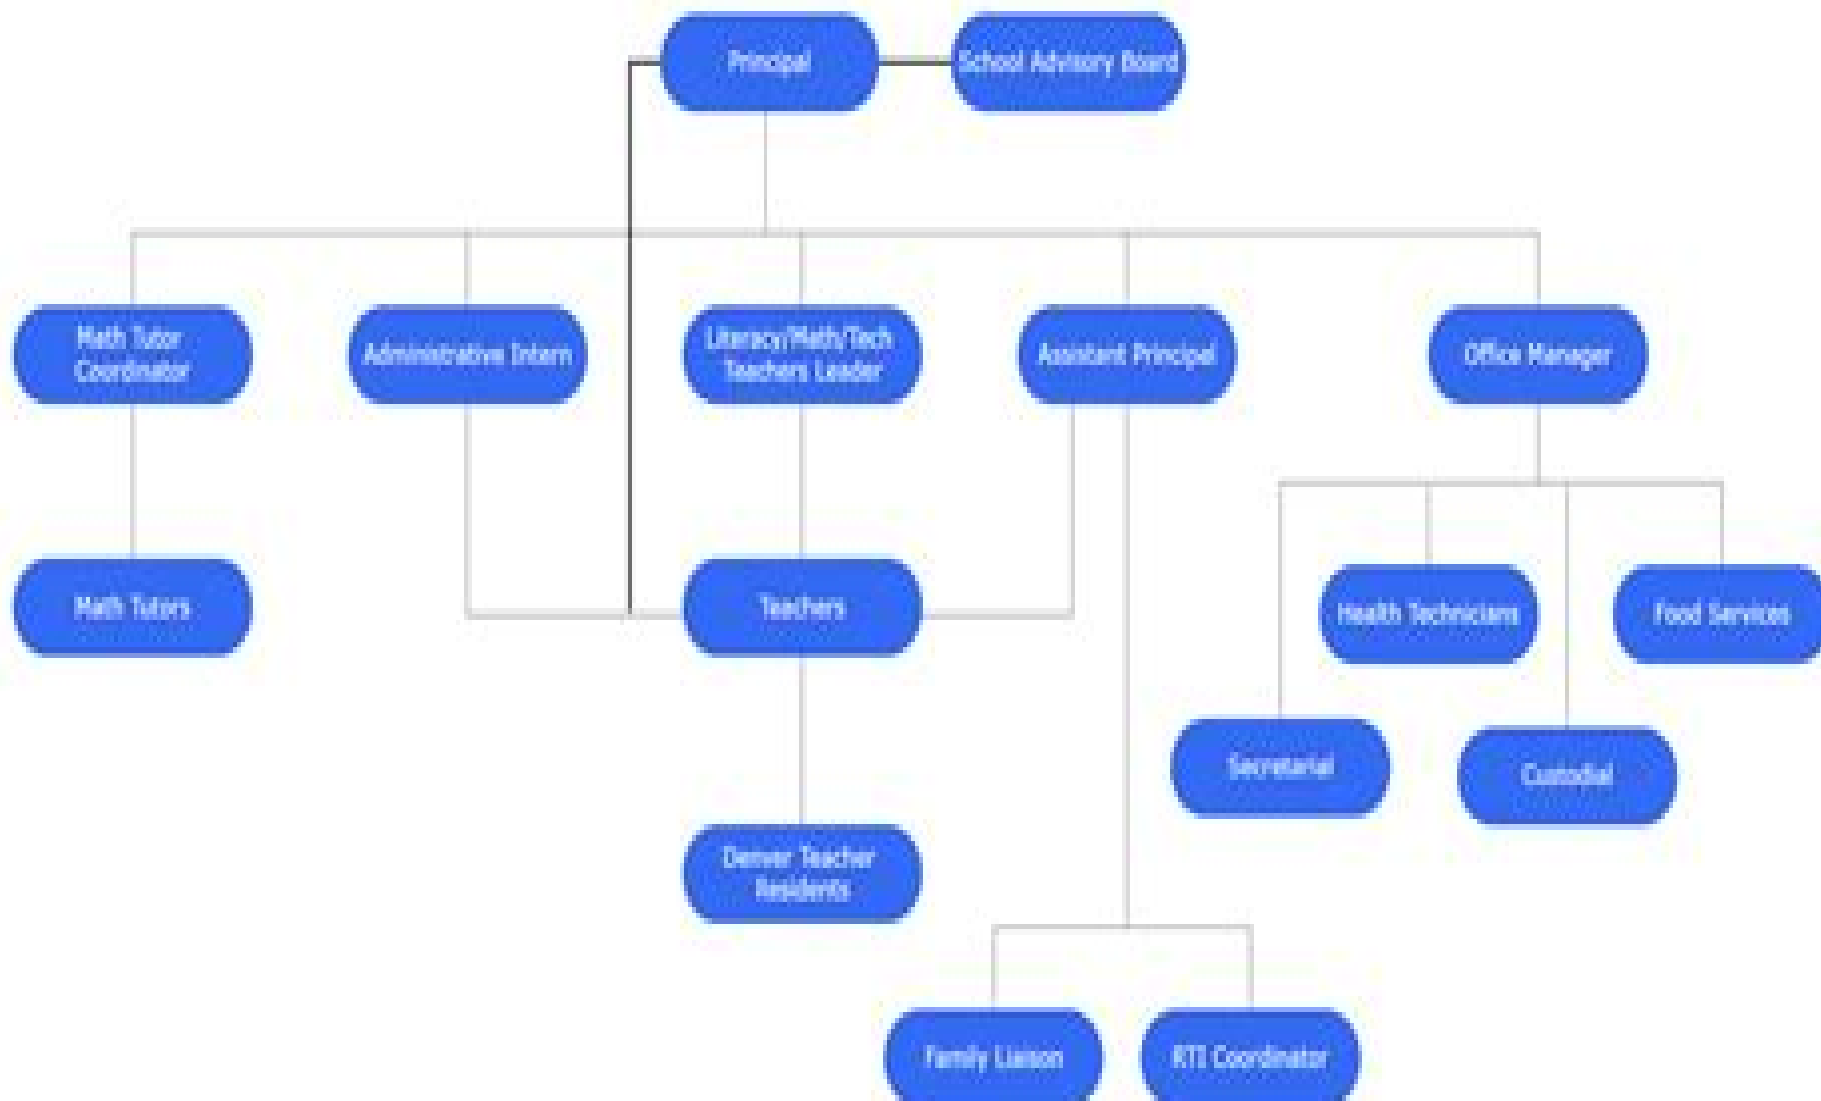 Principal
School Advisory Board
Math Tutor
Coordinator
Administrative Intern
Literacy/Math/Tech
Teachers Leader
Assistant Principal
Office Manager
Math Tutors
Teachers
Health Technicians
Food Services
Secretarial
Custodial
Denver Teacher
Residents
Family Liaison
RTI Coordinator